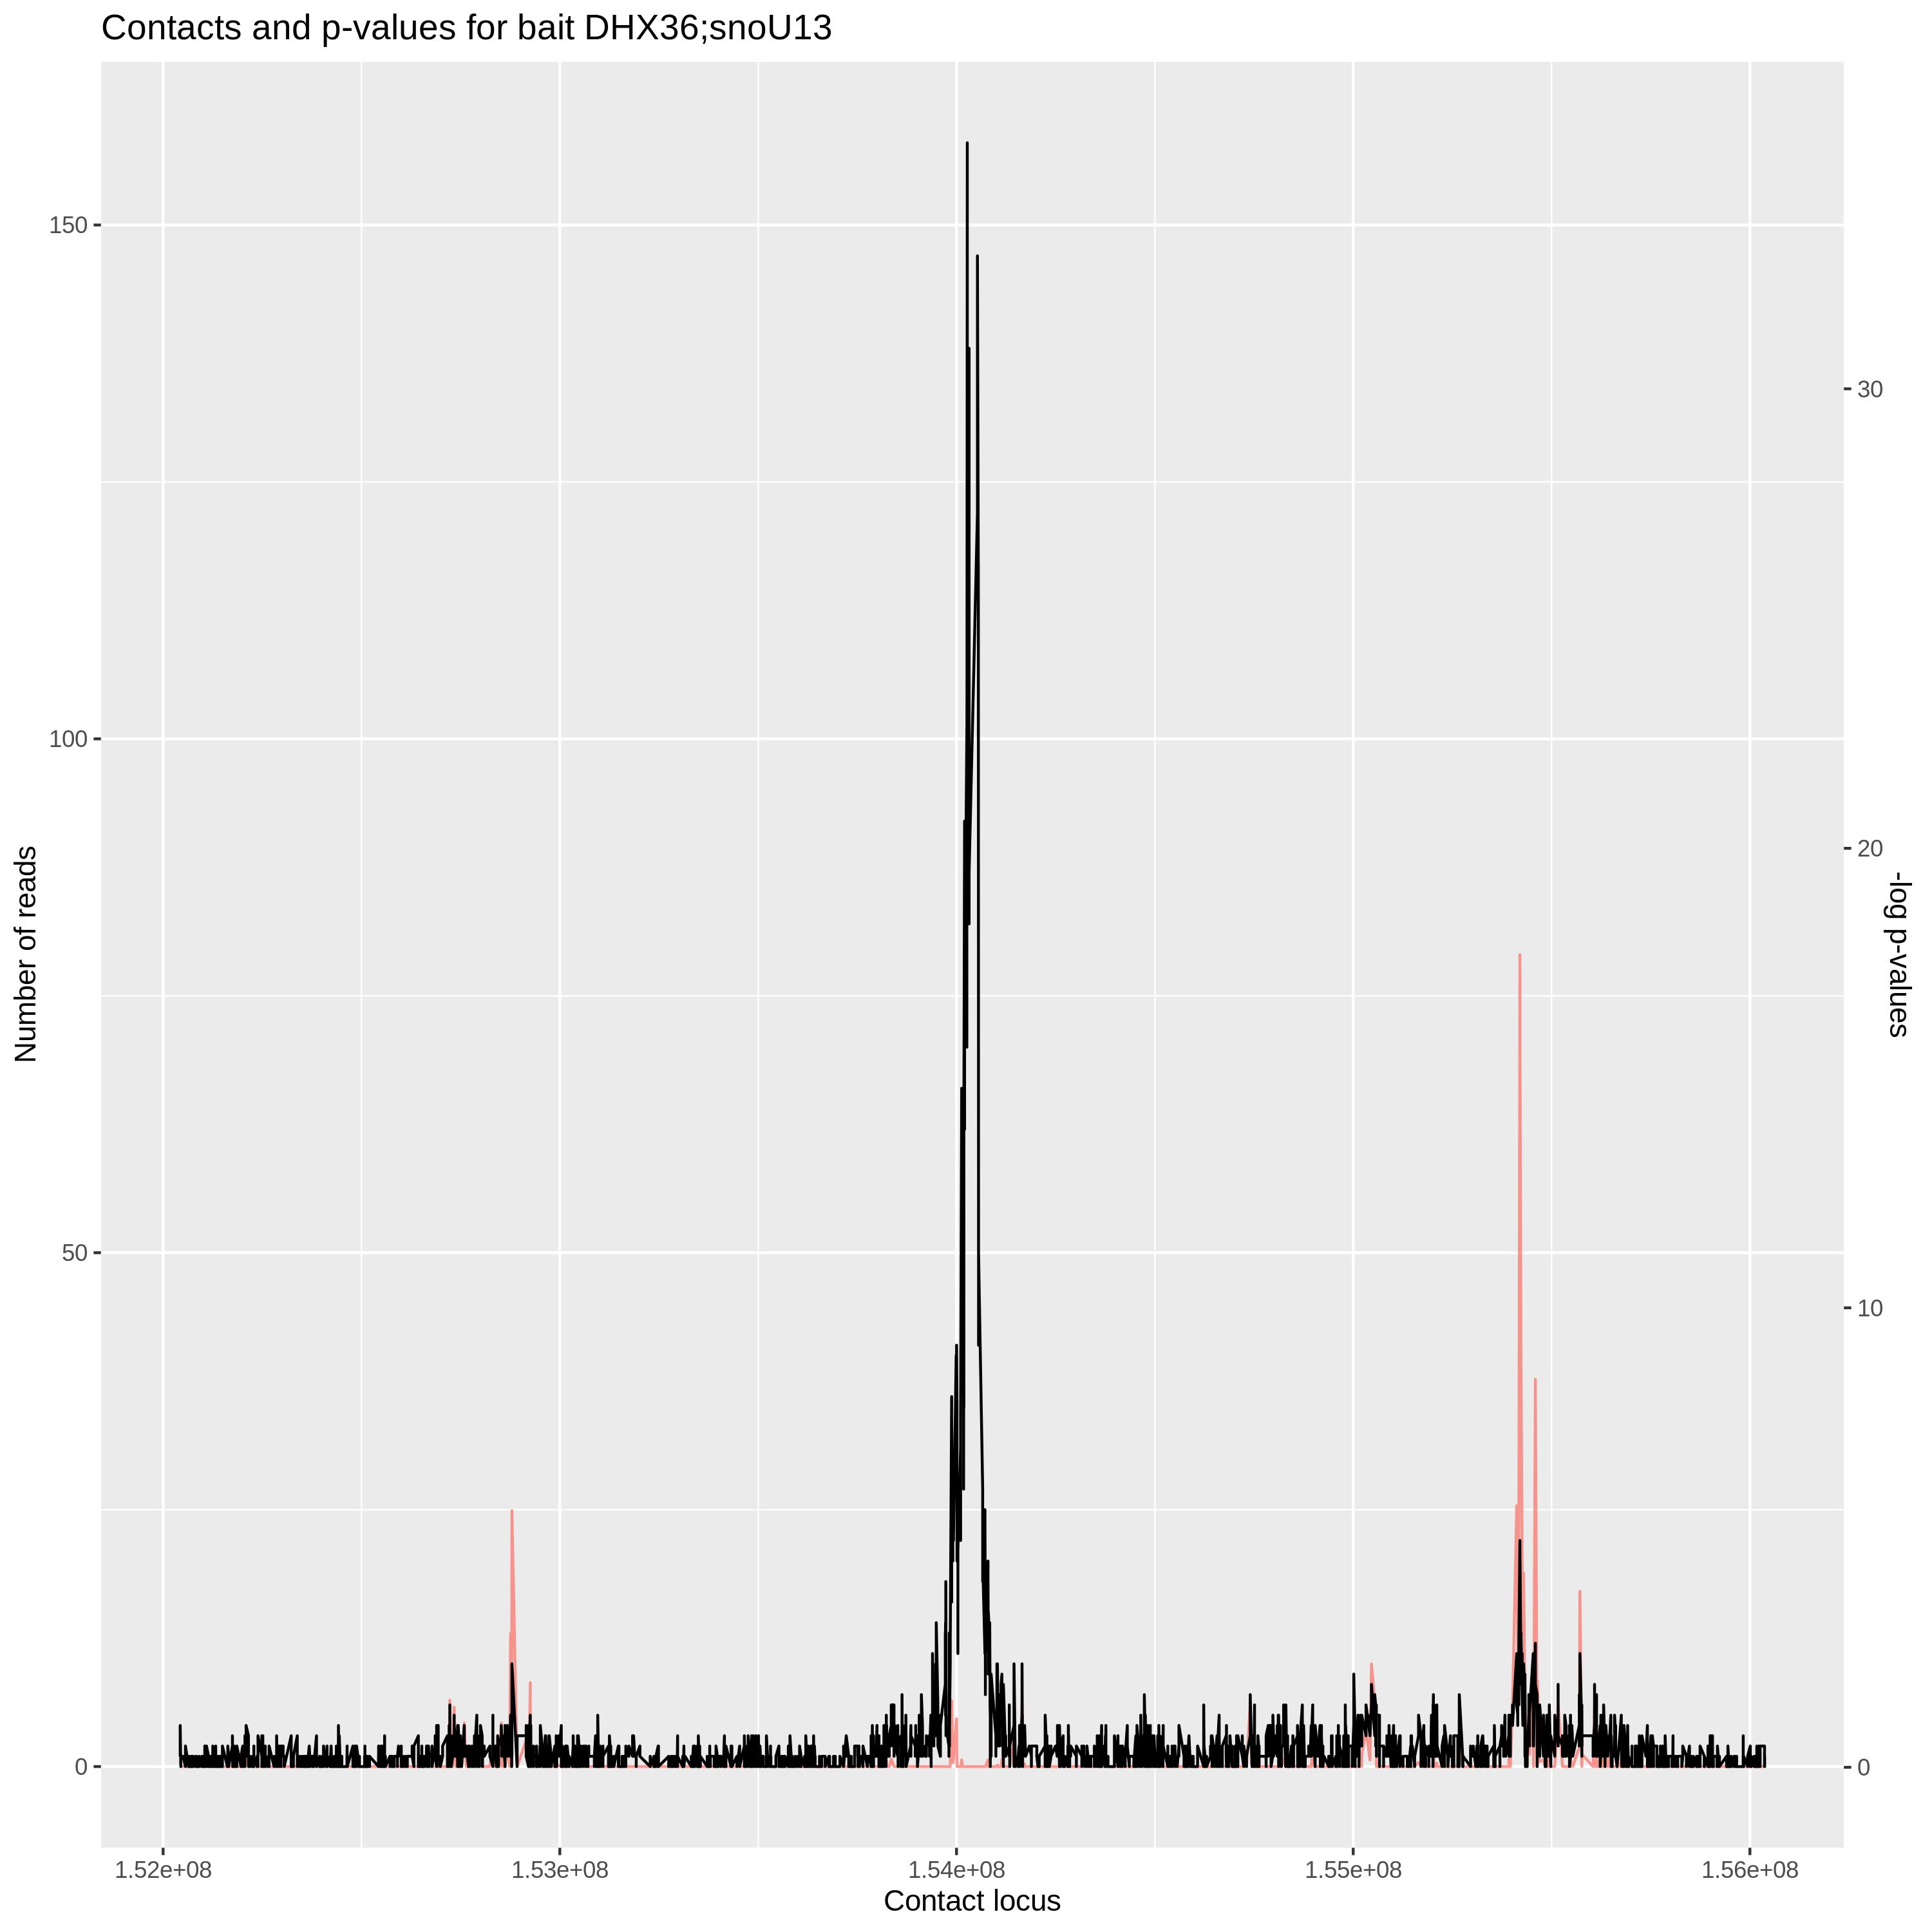 Contacts and p-values for bait DHX36;snoU13
150
100
50
0
Number of reads
30
20
10
0
-log p-values
1.52e+08 1.53e+08 1.54e+08 1.55e+08 1.56e+08
Contact locus